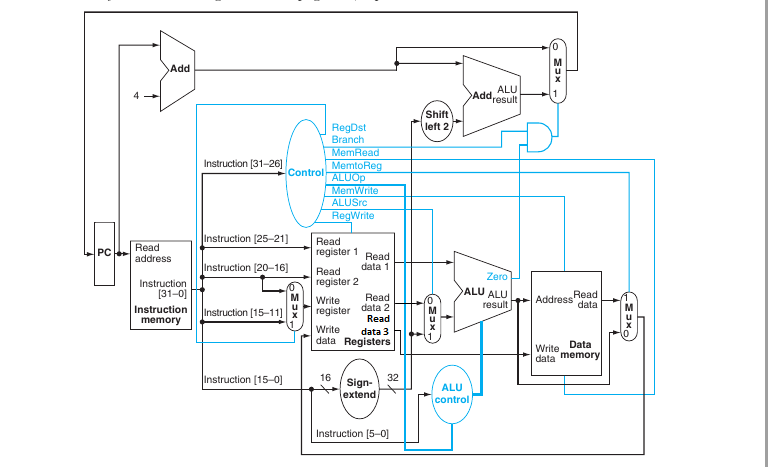 Add
4
Add
ALU
result
0
M
u
x
1
Shift
left 2
RegDst
Branch
MemRead
MemtoReg
ALUOp
MemWrite
ALUSrc
RegWrite
Control
Instruction [31–26]
Instruction [25–21]
Instruction [20–16]
Instruction [15–11]
Instruction [15–0]
Instruction [5–0]
PC
Read
address
Instruction
[31–0]
Instruction
memory
0
M
u
x
1
Read
register 1
Read
register 2
Write
register
Write
data
Read
data 1
Read
data 2
Read
data 3
Registers
0
M
u
x
1
Zero
ALU
ALU
result
Address
Read
data
Write
data
Data
memory
1
M
u
x
0
16
Sign-
extend
32
ALU
control